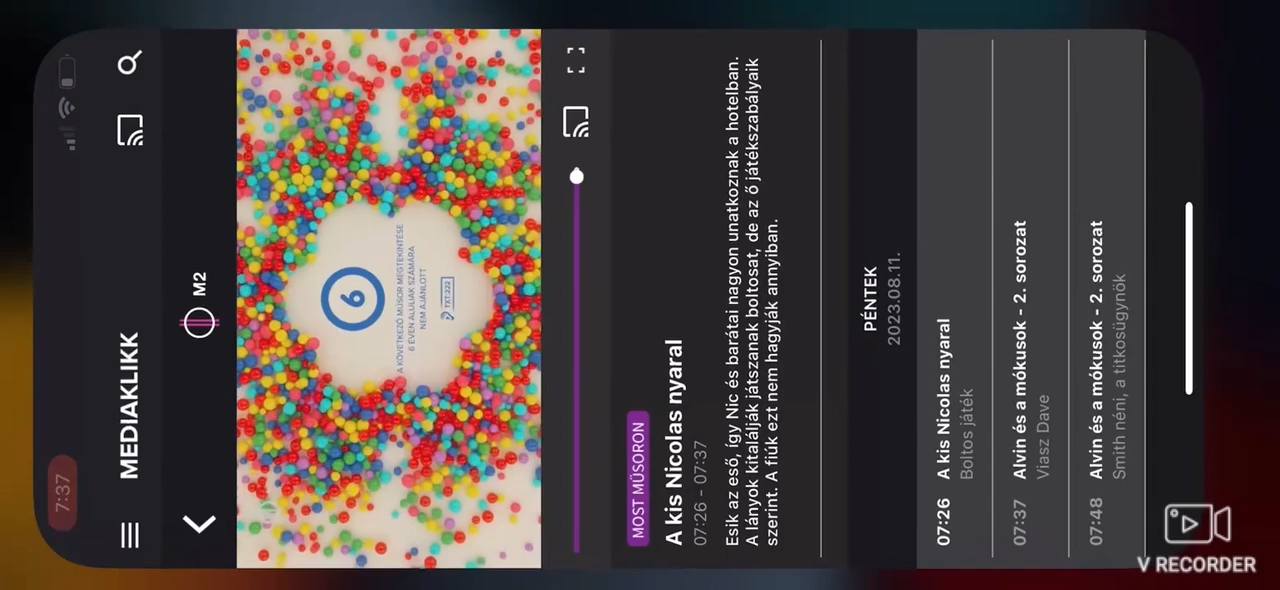 7:37
MEDIAKLIKK
M2
6
A KÖVETKEZŐ MŰSOR MEGTEKINTÉSE
6 ÉVEN ALULIAK SZÁMÁRA
NEM AJÁNLOTT
TXT:222
MOST MŰSORON
A kis Nicolas nyaral
07:26 - 07:37
Esik az eső, így Nic és barátai nagyon unatkoznak a hotelban.
A lányok kitalálják játszanak boltosat, de az ő játékszabályaik
szerint. A fiúk ezt nem hagyják annyiban.
PÉNTEK
2023.08.11.
07:26 A kis Nicolas nyaral
Boltos játék
07:37 Alvin és a mókusok - 2. sorozat
Viasz Dave
07:48 Alvin és a mókusok - 2. sorozat
Smith néni, a titkosügynök
V RECORDER